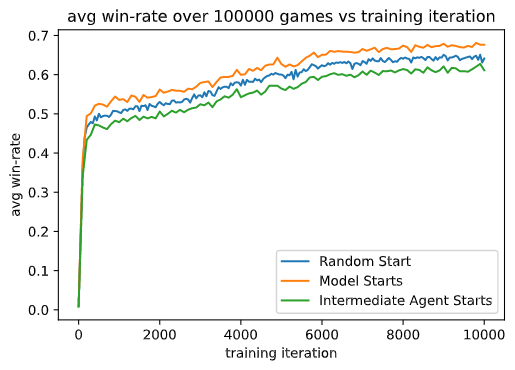 avg win-rate over 100000 games vs training iteration
avg win-rate
0.7
0.6
0.5
0.4
0.3
0.2
0.1
0.0
Random Start
Model Starts
Intermediate Agent Starts
0 2000 4000 6000 8000 10000
training iteration